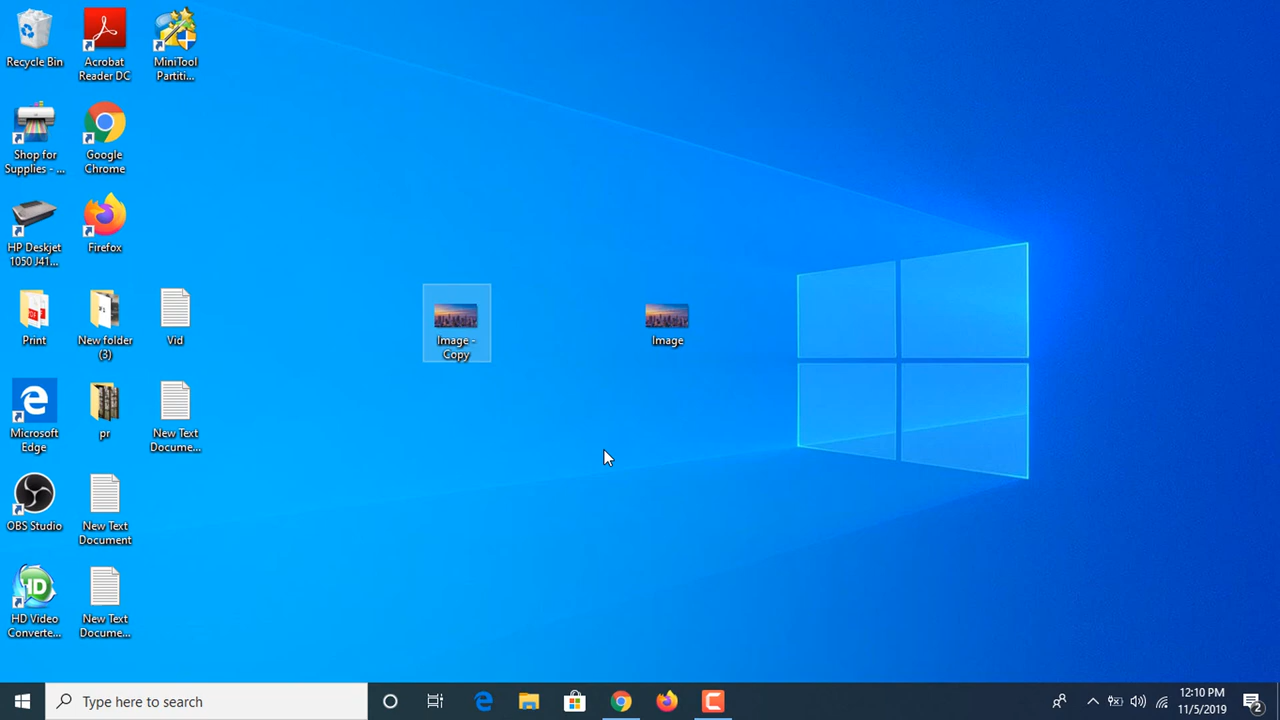 Recycle Bin
Acrobat
Reader DC
MiniTool
Partiti...
Shop for
Supplies - ...
Google
Chrome
HP Deskjet
1050 J41...
Firefox
Print
New folder
(3)
Vid
Image -
Copy
Image
Microsoft
Edge
pr
New Text
Docume...
OBS Studio
New Text
Document
HD
HD Video
Converte...
New Text
Docume...
Type here to search
12:10 PM
11/5/2019
2